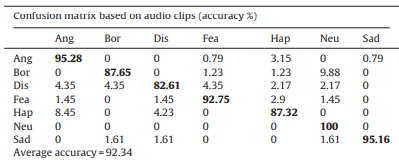 Confusion matrix based on audio clips (accuracy %)
Ang Bor Dis Fea Hap Neu Sad
Ang 95.28 0 0 0.79 3.15 0 0.79
Bor 0 87.65 0 1.23 1.23 9.88 0
Dis 4.35 4.35 82.61 4.35 2.17 2.17 0
Fea 1.45 0 1.45 92.75 2.9 1.45 0
Hap 8.45 0 4.23 0 87.32 0 0
Neu 0 0 0 0 0 100 0
Sad 0 1.61 1.61 0 0 1.61 95.16
Average accuracy = 92.34